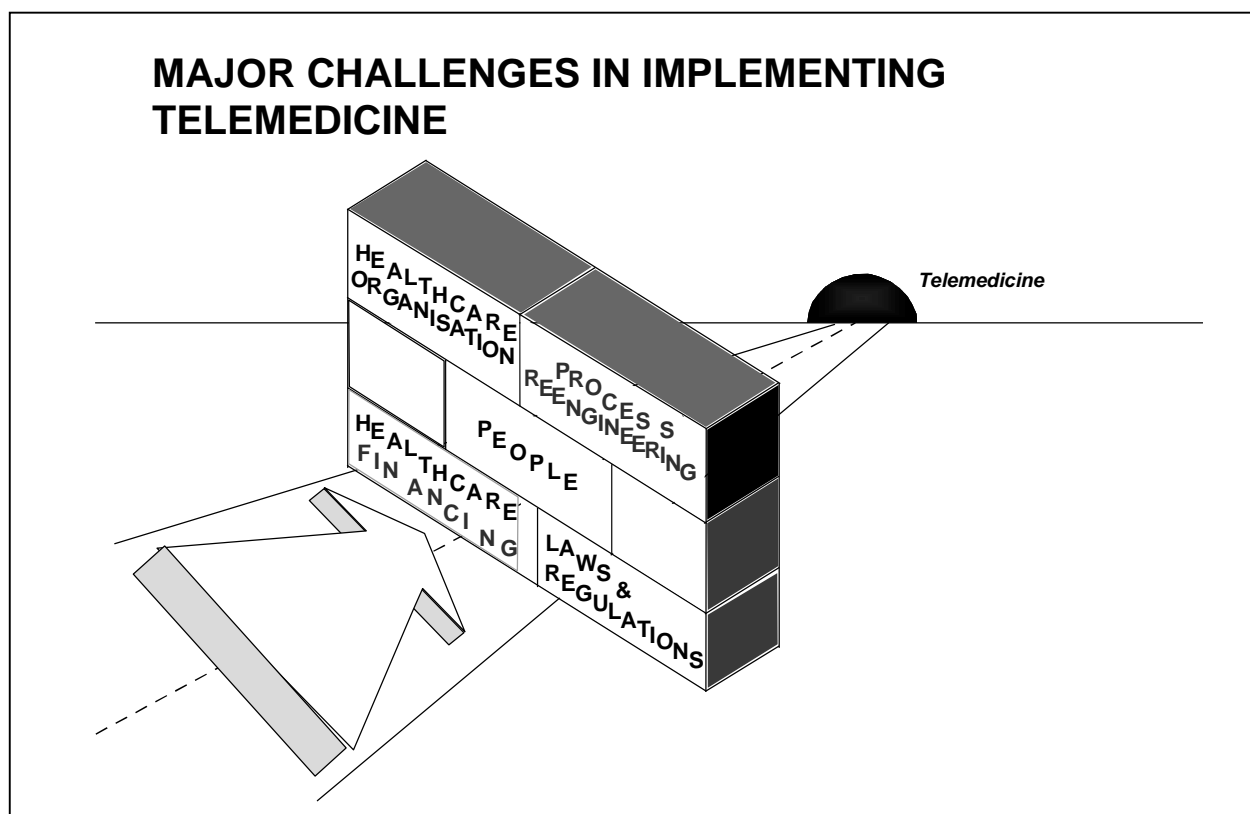 MAJOR CHALLENGES IN IMPLEMENTING
TELEMEDICINE
HEALTHCARE
ORGANISATION
Telemedicine
PROCESS
REENGINEERING
PEOPLE
HEALTHCARE
FINANCING
LAWS &
REGULATIONS